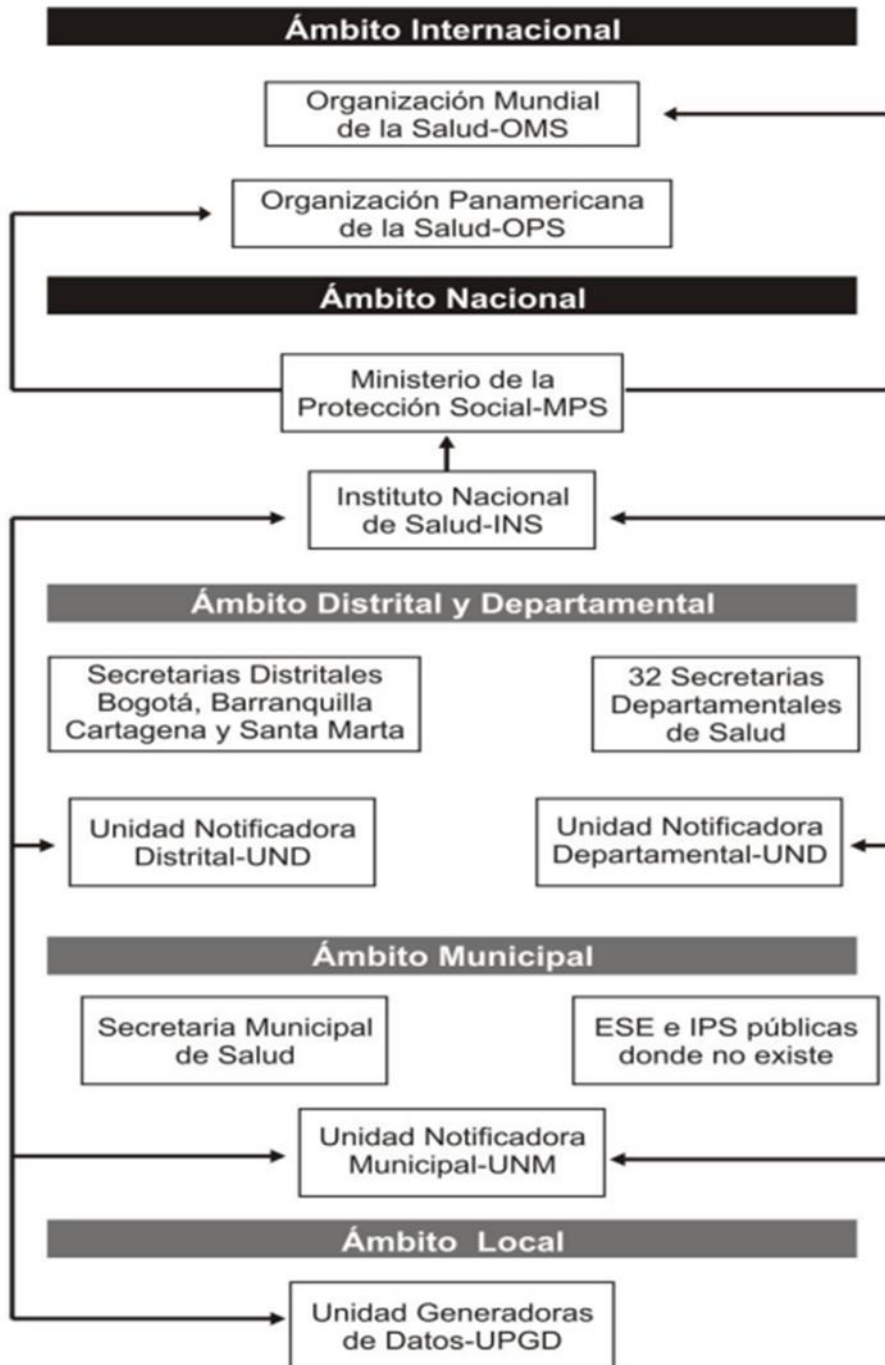 Ámbito Internacional
Organización Mundial
de la Salud-OMS
Organización Panamericana
de la Salud-OPS
Ámbito Nacional
Ministerio de la
Protección Social-MPS
Instituto Nacional
de Salud-INS
Ámbito Distrital y Departamental
Secretarias Distritales
Bogotá, Barranquilla
Cartagena y Santa Marta
32 Secretarias
Departamentales
de Salud
Unidad Notificadora
Distrital-UND
Unidad Notificadora
Departamental-UND
Ámbito Municipal
Secretaria Municipal
de Salud
ESE e IPS públicas
donde no existe
Unidad Notificadora
Municipal-UNM
Ámbito Local
Unidad Generadoras
de Datos-UPGD